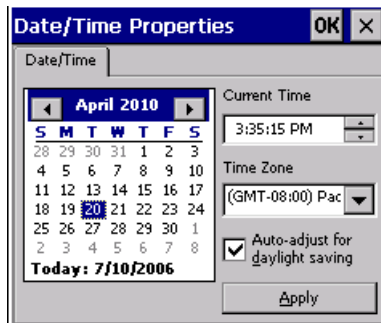 Date/Time Properties OK ×
Date/Time
April 2010
S M T W T F S
28 29 30 31 1 2 3
4 5 6 7 8 9 10
11 12 13 14 15 16 17
18 19 20 21 22 23 24
25 26 27 28 29 30 1
2 3 4 5 6 7 8
Today: 7/10/2006
Current Time
3:35:15 PM
Time Zone
(GMT-08:00) Pac
Auto-adjust for
daylight saving
Apply